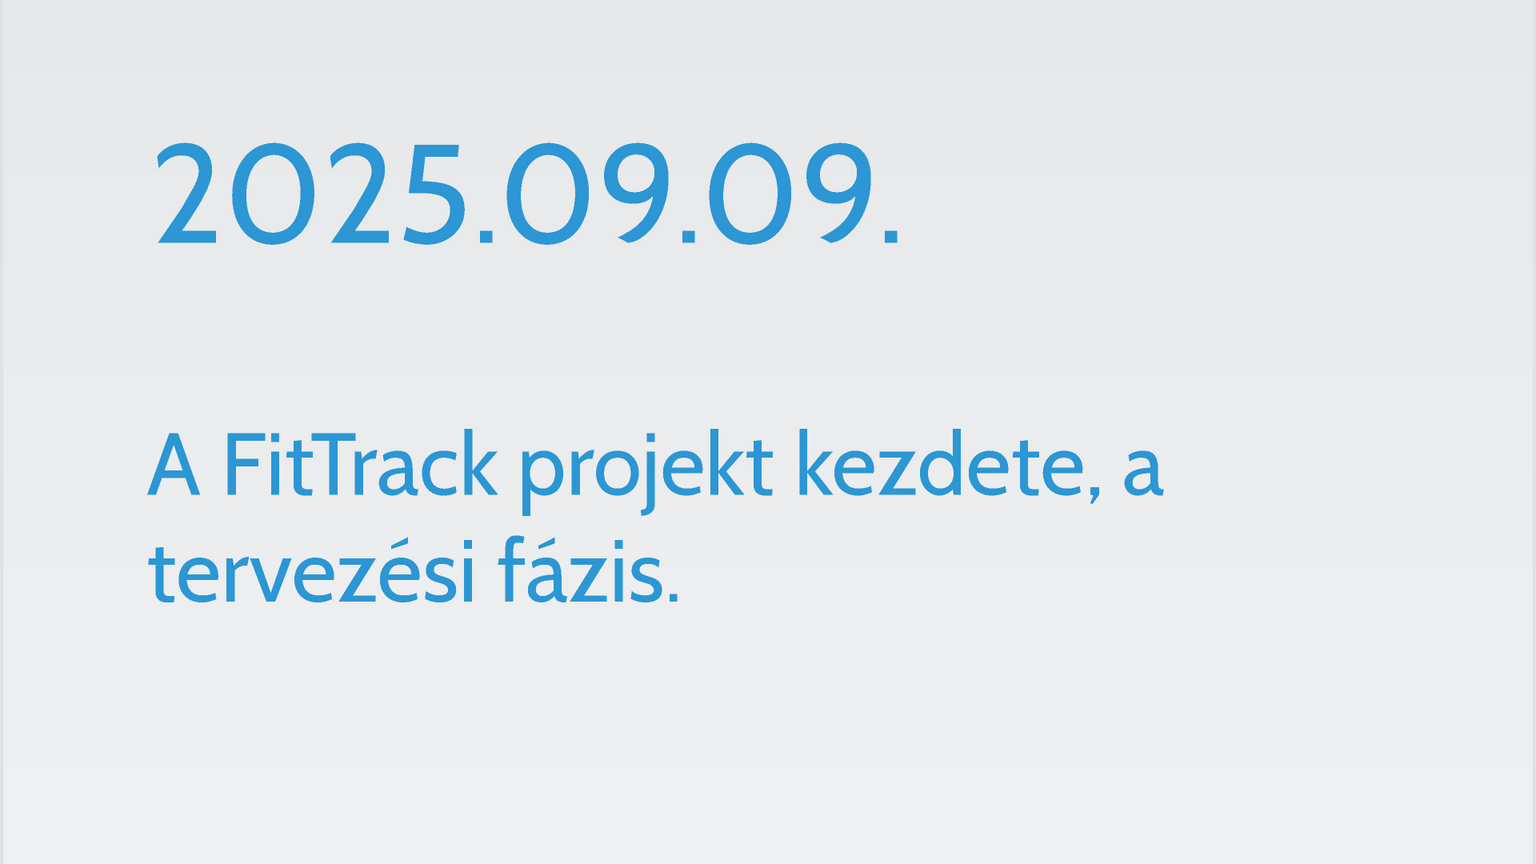 2025.09.09.
A FitTrack projekt kezdete, a
tervezési fázis.